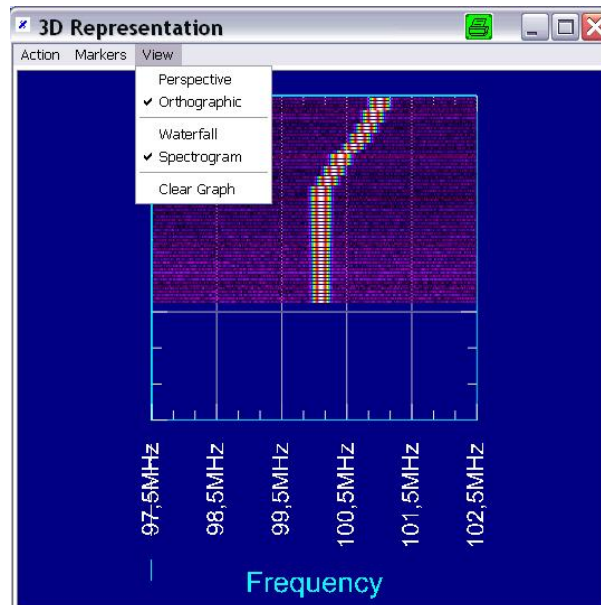 3D Representation
Action Markers View
Perspective
Orthographic
Waterfall
Spectrogram
Clear Graph
97,5MHz
98,5MHz
99,5MHz
100,5MHz
101,5MHz
102,5MHz
Frequency